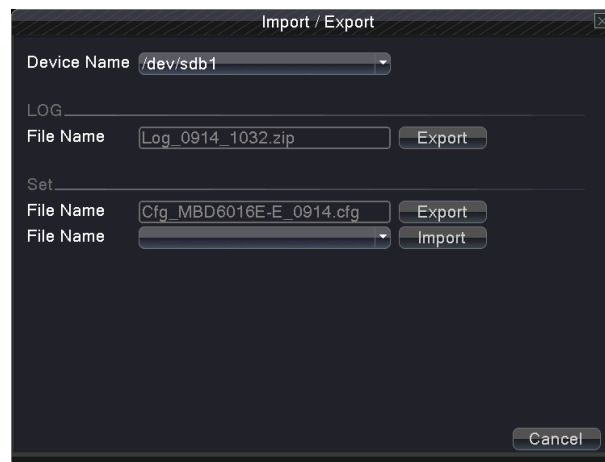 Import / Export
Device Name /dev/sdb1
LOG
File Name Log_0914_1032.zip Export
Set
File Name Cfg_MBD6016E-E_0914.cfg Export
File Name Import
Cancel